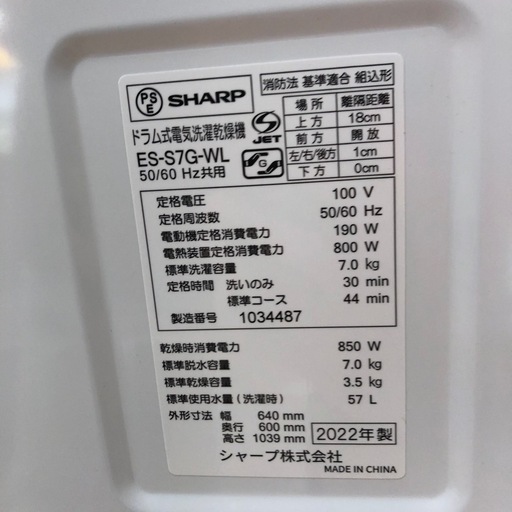 PSE SHARP
消防法 基準適合 組込形
場所 離隔距離
上方 18cm
前方 開放
左/右/後方 1cm
下方 0cm
ドラム式電気洗濯乾燥機
ES-S7G-WL
50/60 Hz共用
JET
定格電圧 100 V
定格周波数 50/60 Hz
電動機定格消費電力 190 W
電熱装置定格消費電力 800 W
標準洗濯容量 7.0 kg
定格時間 洗いのみ 30 min
標準コース 44 min
製造番号 1034487
乾燥時消費電力 850 W
標準脱水容量 7.0 kg
標準乾燥容量 3.5 kg
標準使用水量(洗濯時) 57 L
外形寸法 幅 640 mm
奥行 600 mm
高さ 1039 mm
2022年製
シャープ株式会社
MADE IN CHINA